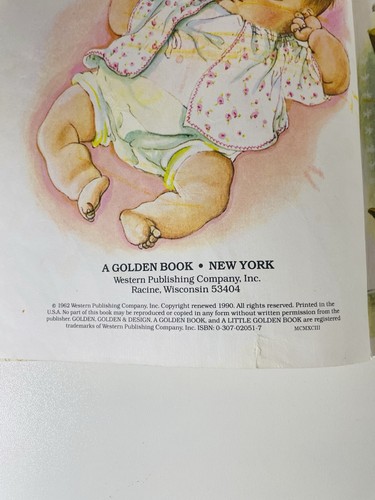 A GOLDEN BOOK • NEW YORK
Western Publishing Company, Inc.
Racine, Wisconsin 53404
© 1962 Western Publishing Company, Inc. Copyright renewed 1990. All rights reserved. Printed in the
U.S.A. No part of this book may be reproduced or copied in any form without written permission from the
publisher. GOLDEN, GOLDEN & DESIGN, A GOLDEN BOOK, and A LITTLE GOLDEN BOOK are registered
trademarks of Western Publishing Company, Inc. ISBN: 0-307-02051-7 MCMXCIII